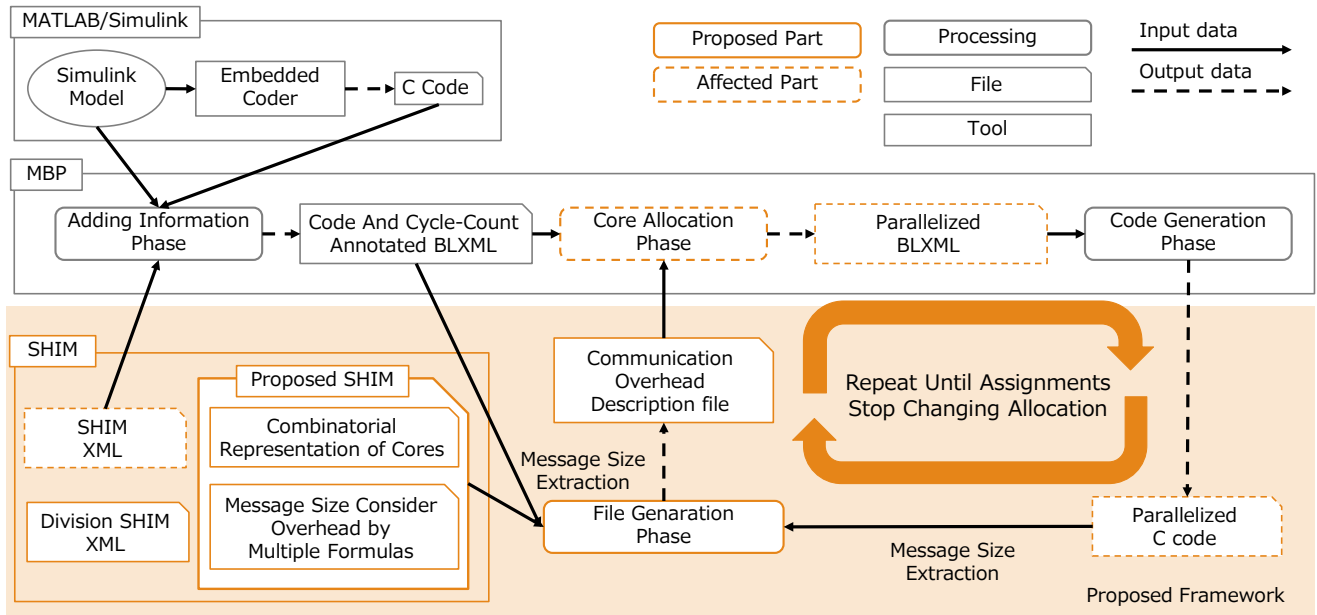 MATLAB/Simulink
Simulink
Model
Embedded
Coder
C Code
Proposed Part
Affected Part
Processing
File
Tool
Input data
Output data
MBP
Adding Information
Phase
Code And Cycle-Count
Annotated BLXML
Core Allocation
Phase
Parallelized
BLXML
Code Generation
Phase
SHIM
SHIM
XML
Division SHIM
XML
Proposed SHIM
Combinatorial
Representation of Cores
Message Size Consider
Overhead by
Multiple Formulas
Communication
Overhead
Description file
Message Size
Extraction
File Genaration
Phase
Repeat Until Assignments
Stop Changing Allocation
Message Size
Extraction
Parallelized
C code
Proposed Framework